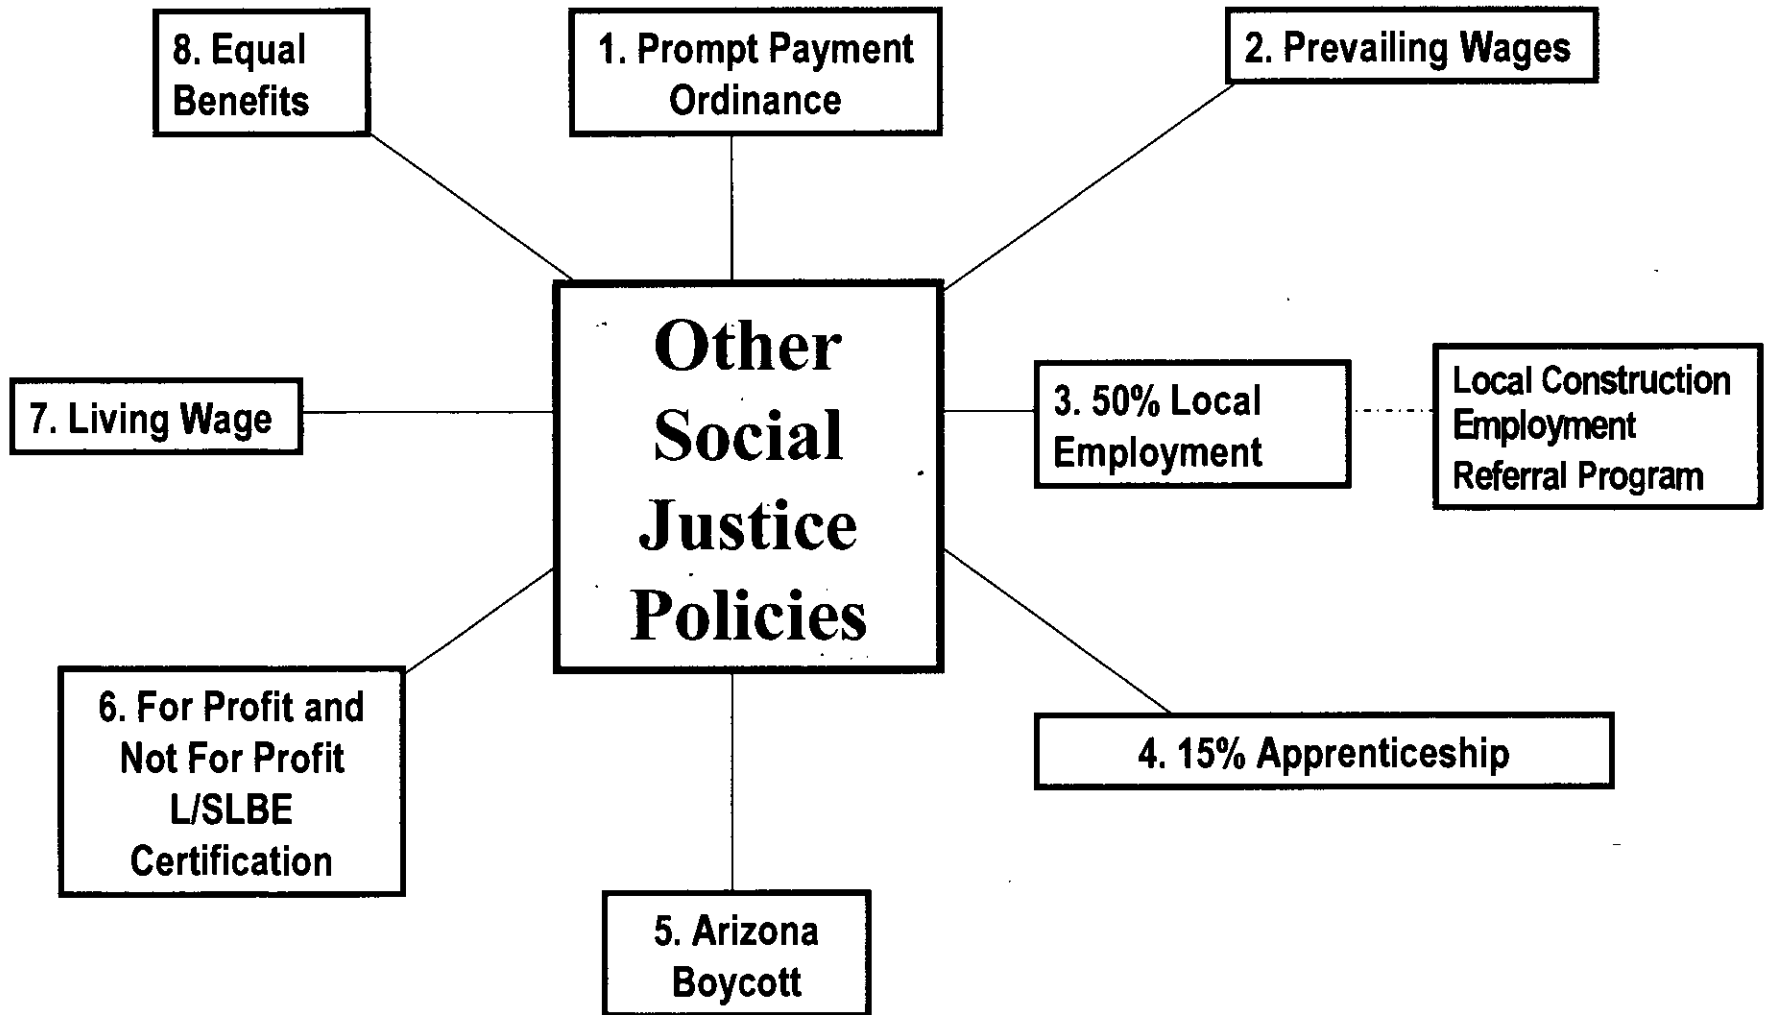 Other
Social
Justice
Policies
1. Prompt Payment
Ordinance
2. Prevailing Wages
3. 50% Local
Employment
Local Construction
Employment
Referral Program
4. 15% Apprenticeship
5. Arizona
Boycott
6. For Profit and
Not For Profit
L/SLBE
Certification
7. Living Wage
8. Equal
Benefits